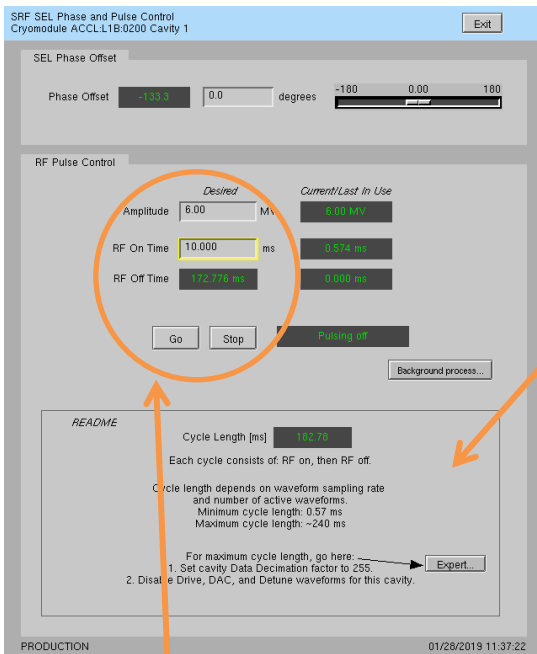 SRF SEL Phase and Pulse Control
Cryomodule ACCL:L1B:0200 Cavity 1
Exit
SEL Phase Offset
Phase Offset -133.3 0.0 degrees -180 0.00 180
RF Pulse Control
Desired Current/Last In Use
Amplitude 6.00 MV 6.00 MV
RF On Time 10.000 ms 0.574 ms
RF Off Time 172.776 ms 0.000 ms
Go Stop Pulsing off
Background process...
README
Cycle Length [ms] 182.78
Each cycle consists of: RF on, then RF off.
Cycle length depends on waveform sampling rate
and number of active waveforms.
Minimum cycle length: 0.57 ms
Maximum cycle length: ~240 ms
For maximum cycle length, go here:
1. Set cavity Data Decimation factor to 255.
Expert...
2. Disable Drive, DAC, and Detune waveforms for this cavity.
PRODUCTION 01/28/2019 11:37:22